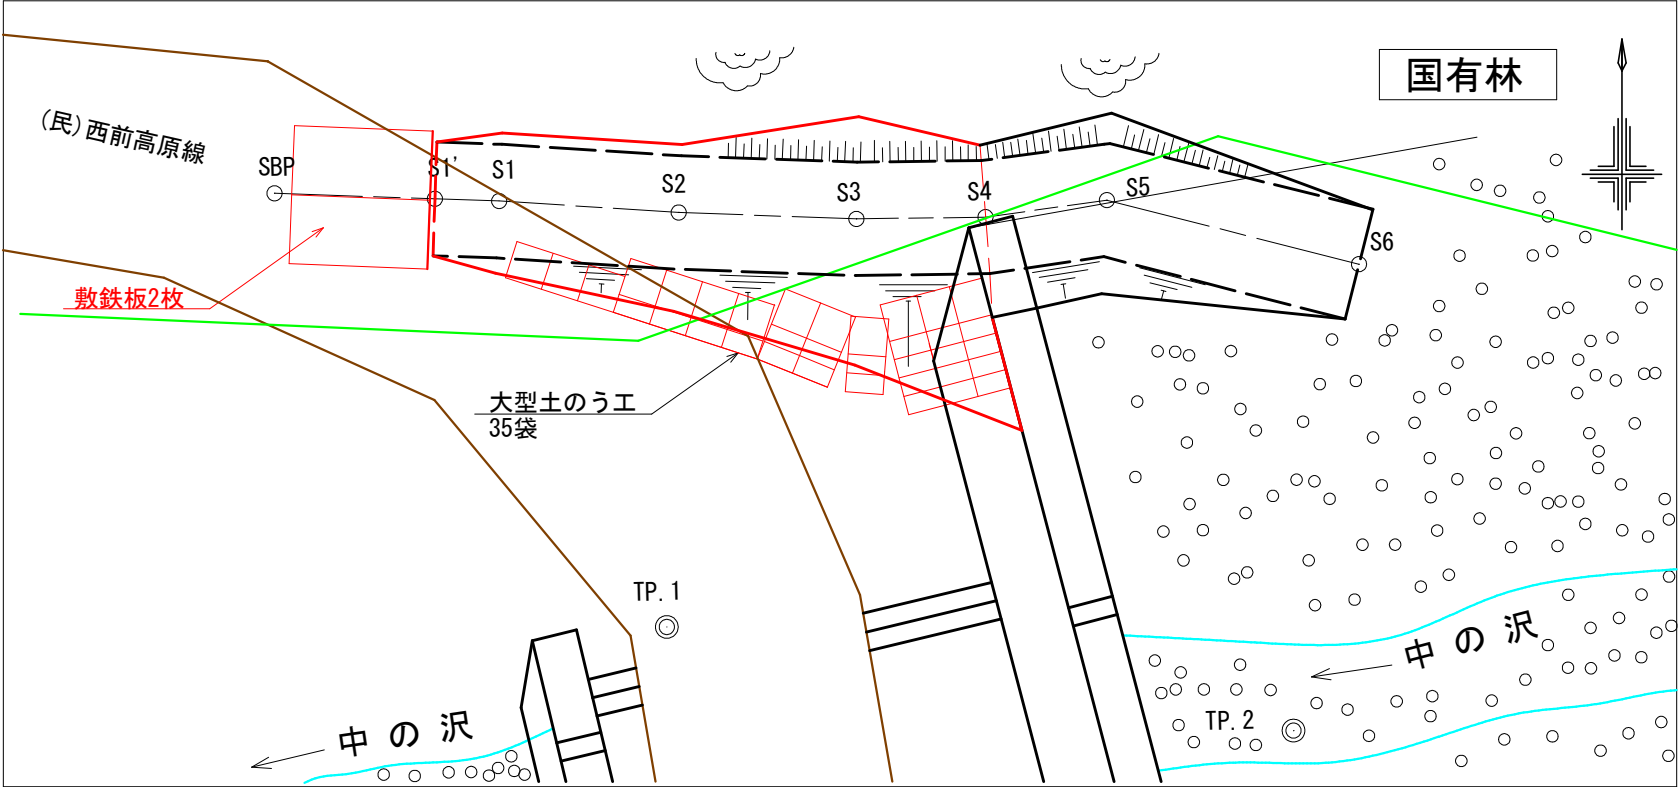 国有林
(民)西前高原線
SBP
S1'
S1
S2
S3
S4
S5
S6
敷鉄板2枚
大型土のう工
35袋
TP.1
中の沢
TP.2
中の沢